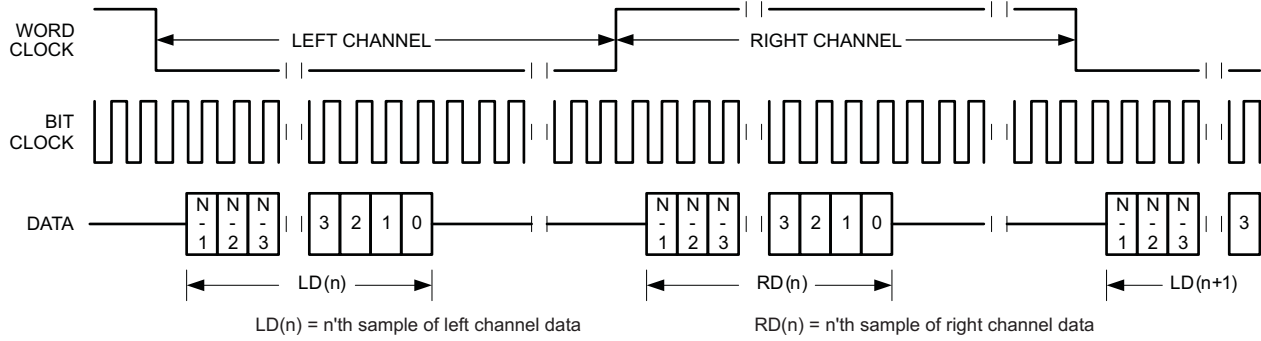 WORD
CLOCK
LEFT CHANNEL
RIGHT CHANNEL
BIT
CLOCK
DATA
N
-
1
N
-
2
N
-
3
3
2
1
0
N
-
1
N
-
2
N
-
3
3
2
1
0
N
-
1
N
-
2
N
-
3
3
LD(n)
RD(n)
LD(n+1)
LD(n) = n'th sample of left channel data
RD(n) = n'th sample of right channel data